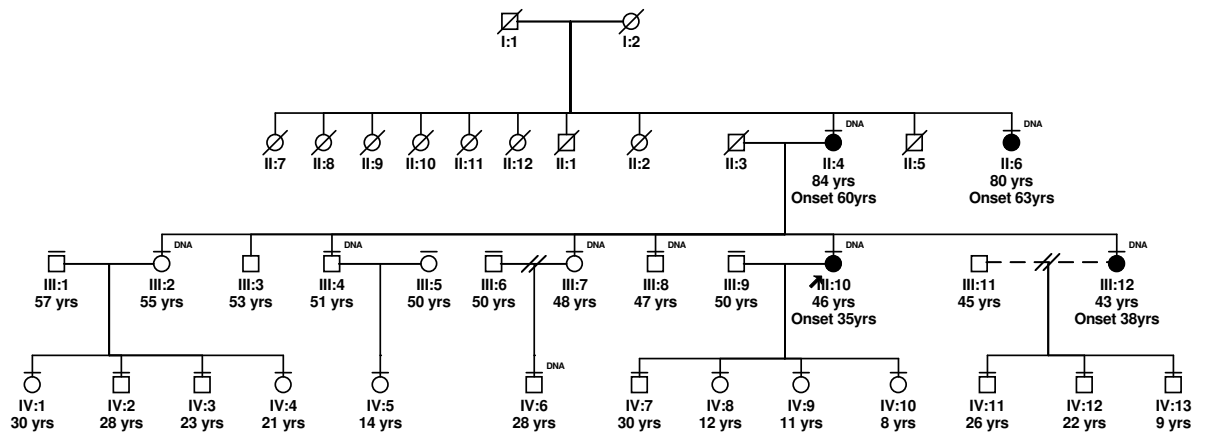 I:1 I:2
DNA DNA
II:7 II:8 II:9 II:10 II:11 II:12 II:1 II:2 II:3 II:4 II:5 II:6
84 yrs 80 yrs
Onset 60yrs Onset 63yrs
DNA DNA DNA DNA DNA DNA
III:1 III:2 III:3 III:4 III:5 III:6 III:7 III:8 III:9 III:10 III:11 III:12
57 yrs 55 yrs 53 yrs 51 yrs 50 yrs 50 yrs 48 yrs 47 yrs 50 yrs 46 yrs 45 yrs 43 yrs
Onset 35yrs Onset 38yrs
DNA
IV:1 IV:2 IV:3 IV:4 IV:5 IV:6 IV:7 IV:8 IV:9 IV:10 IV:11 IV:12 IV:13
30 yrs 28 yrs 23 yrs 21 yrs 14 yrs 28 yrs 30 yrs 12 yrs 11 yrs 8 yrs 26 yrs 22 yrs 9 yrs